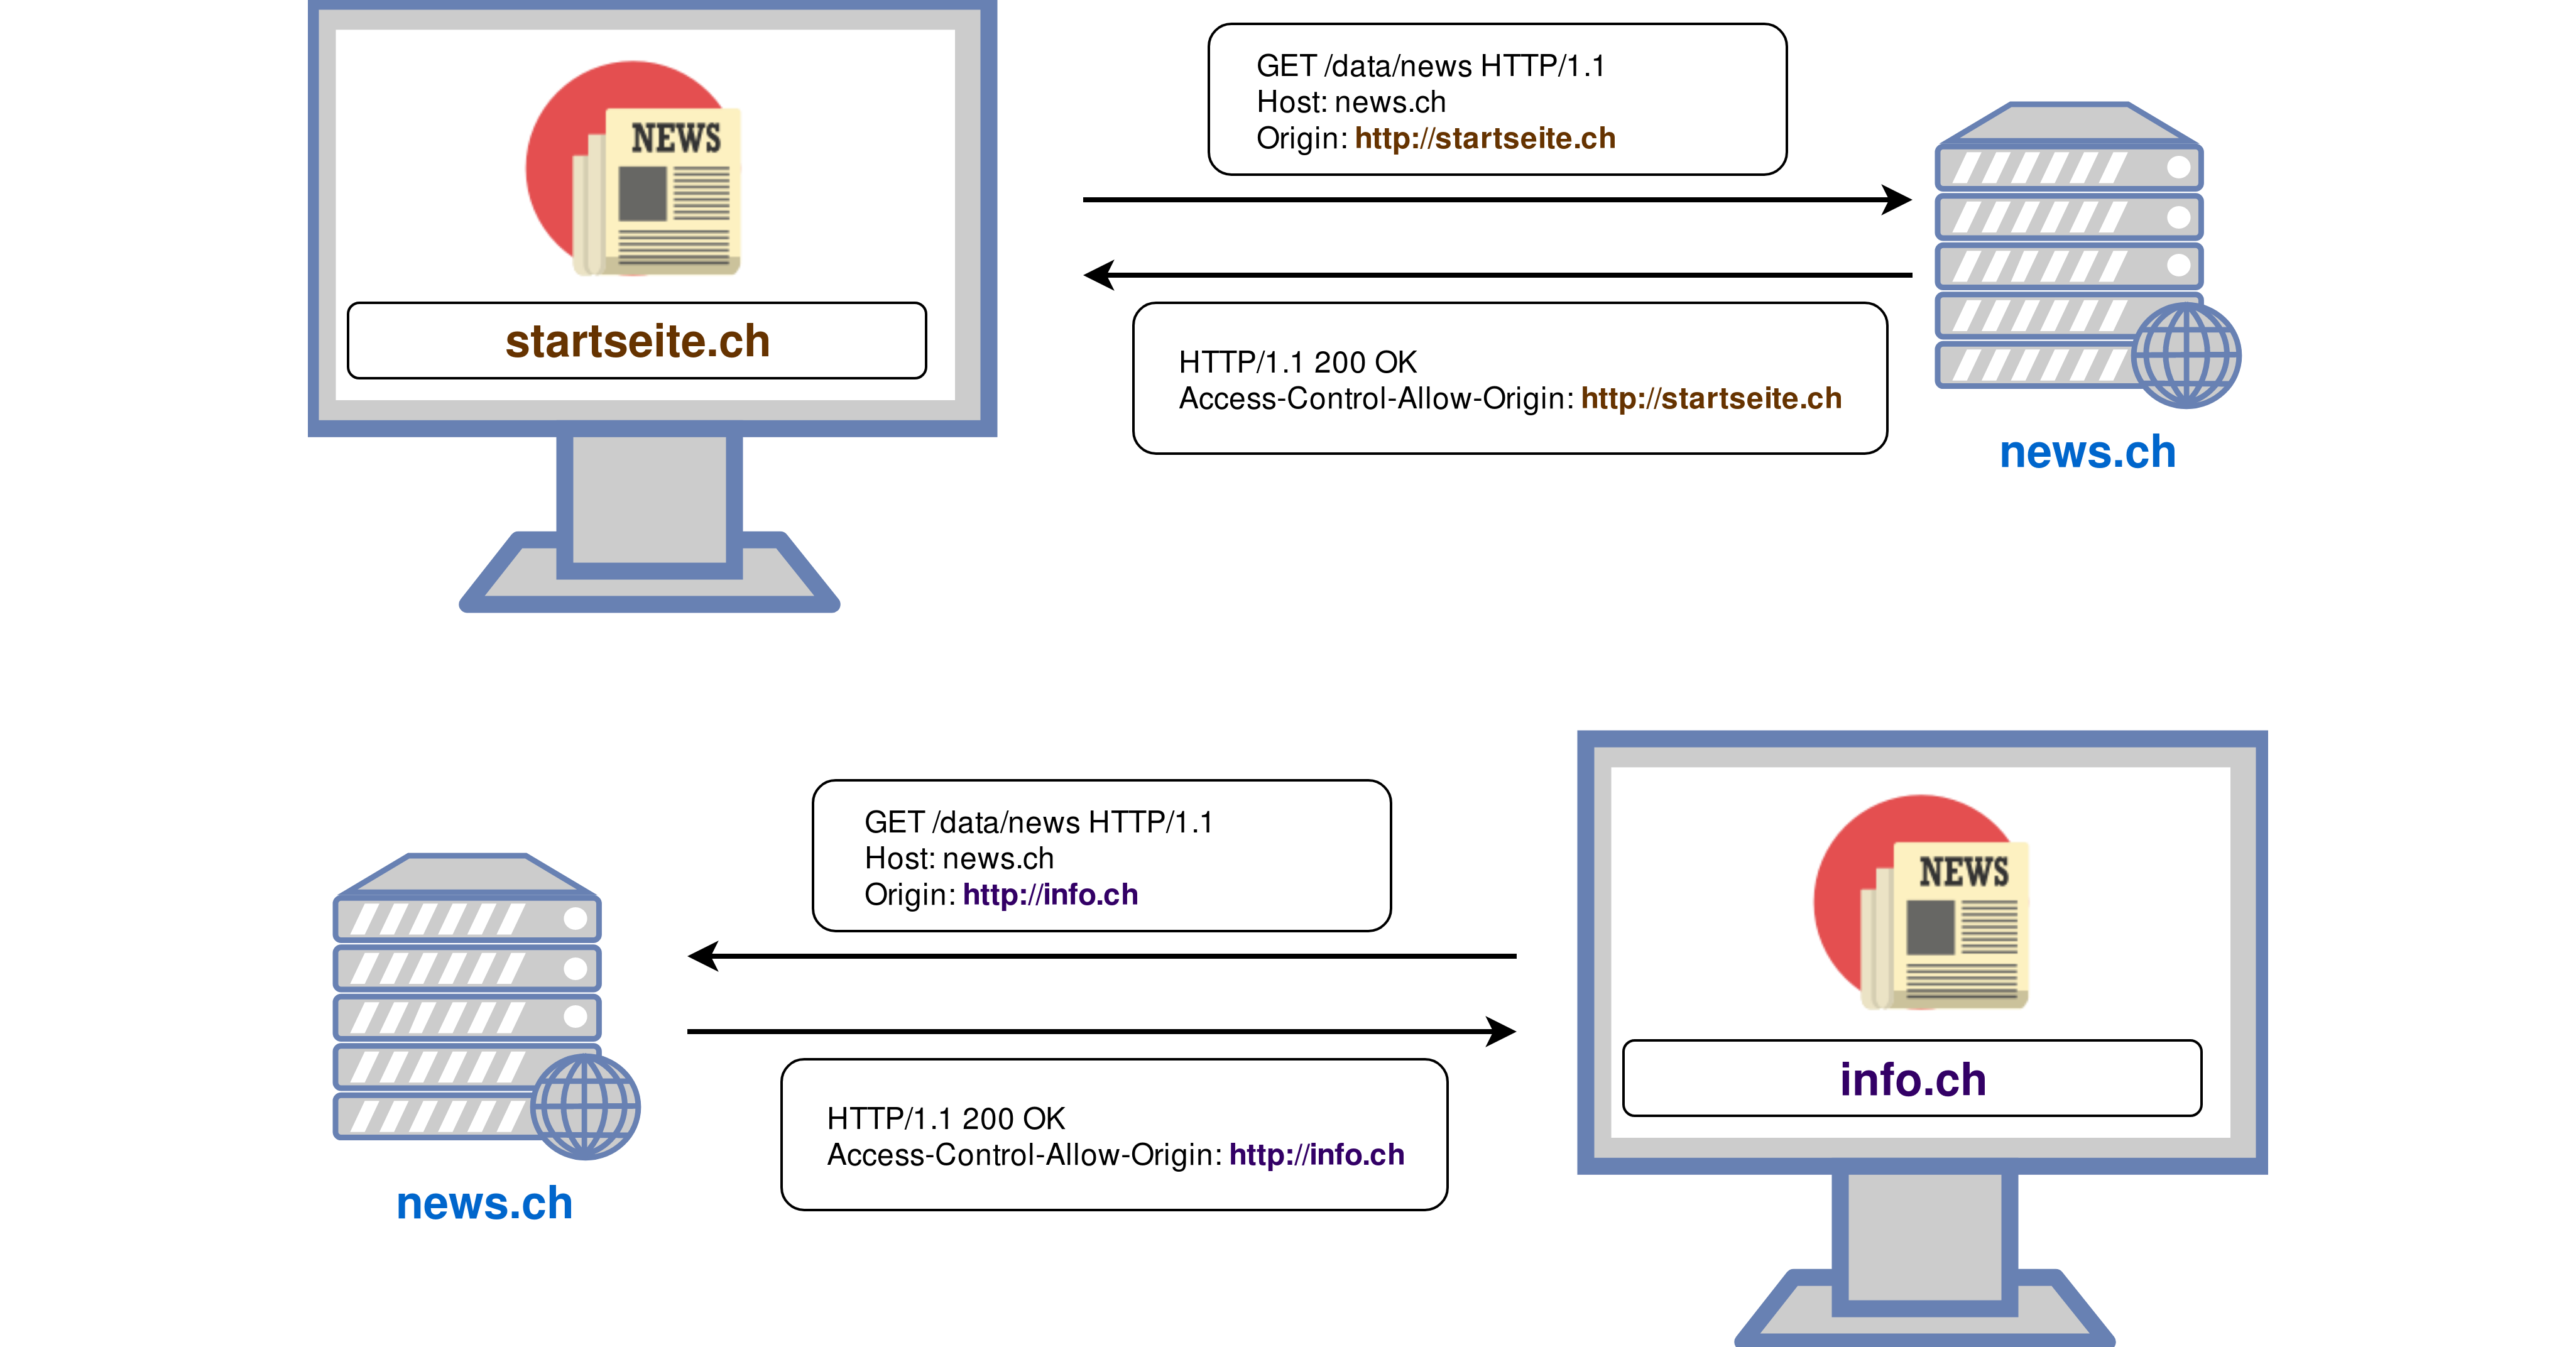 NEWS
startseite.ch
GET /data/news HTTP/1.1
Host: news.ch
Origin: http://startseite.ch
HTTP/1.1 200 OK
Access-Control-Allow-Origin: http://startseite.ch
news.ch
news.ch
GET /data/news HTTP/1.1
Host: news.ch
Origin: http://info.ch
HTTP/1.1 200 OK
Access-Control-Allow-Origin: http://info.ch
NEWS
info.ch